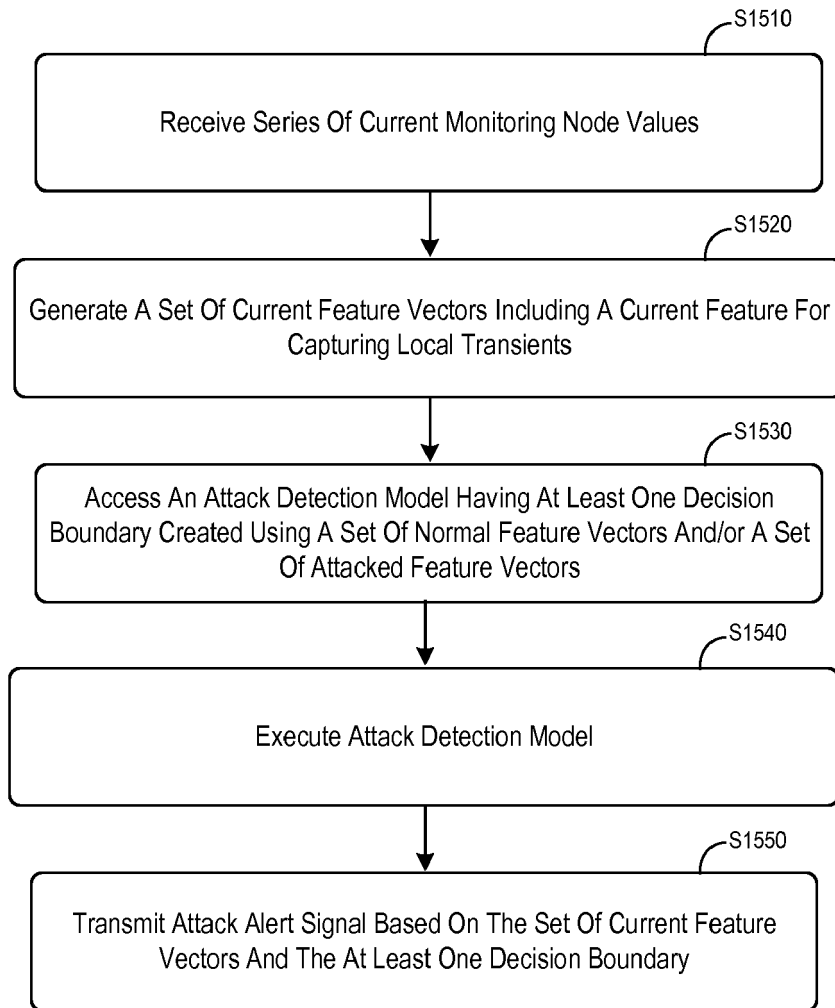 S1510
Receive Series Of Current Monitoring Node Values
S1520
Generate A Set Of Current Feature Vectors Including A Current Feature For
Capturing Local Transients
S1530
Access An Attack Detection Model Having At Least One Decision
Boundary Created Using A Set Of Normal Feature Vectors And/or A Set
Of Attacked Feature Vectors
S1540
Execute Attack Detection Model
S1550
Transmit Attack Alert Signal Based On The Set Of Current Feature
Vectors And The At Least One Decision Boundary